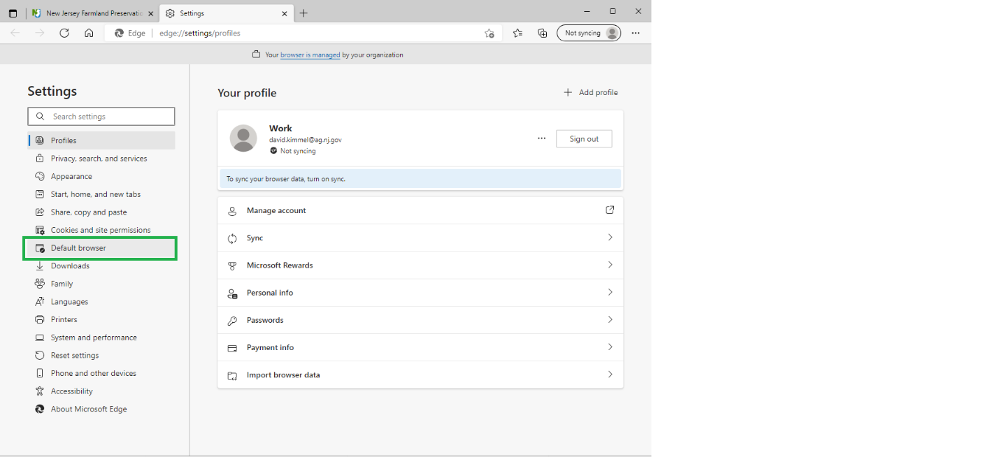 New Jersey Farmland Preservatio
Settings
Edge
edge://settings/profiles
Not syncing
Your browser is managed by your organization
Settings
Search settings
Profiles
Privacy, search, and services
Appearance
Start, home, and new tabs
Share, copy and paste
Cookies and site permissions
Default browser
Downloads
Family
Languages
Printers
System and performance
Reset settings
Phone and other devices
Accessibility
About Microsoft Edge
Your profile
Add profile
Work
david.kimmel@ag.nj.gov
Not syncing
Sign out
To sync your browser data, turn on sync.
Manage account
Sync
Microsoft Rewards
Personal info
Passwords
Payment info
Import browser data